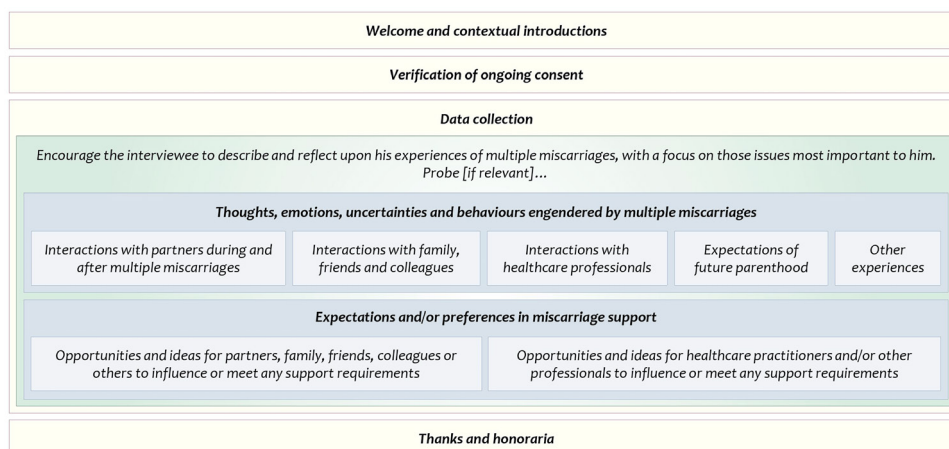 Welcome and contextual introductions
Verification of ongoing consent
Data collection
Encourage the interviewee to describe and reflect upon his experiences of multiple miscarriages, with a focus on those issues most important to him.
Probe [if relevant]...
Thoughts, emotions, uncertainties and behaviours engendered by multiple miscarriages
Interactions with partners during and
after multiple miscarriages
Interactions with family,
friends and colleagues
Interactions with
healthcare professionals
Expectations of
future parenthood
Other
experiences
Expectations and/or preferences in miscarriage support
Opportunities and ideas for partners, family, friends, colleagues or
others to influence or meet any support requirements
Opportunities and ideas for healthcare practitioners and/or other
professionals to influence or meet any support requirements
Thanks and honoraria